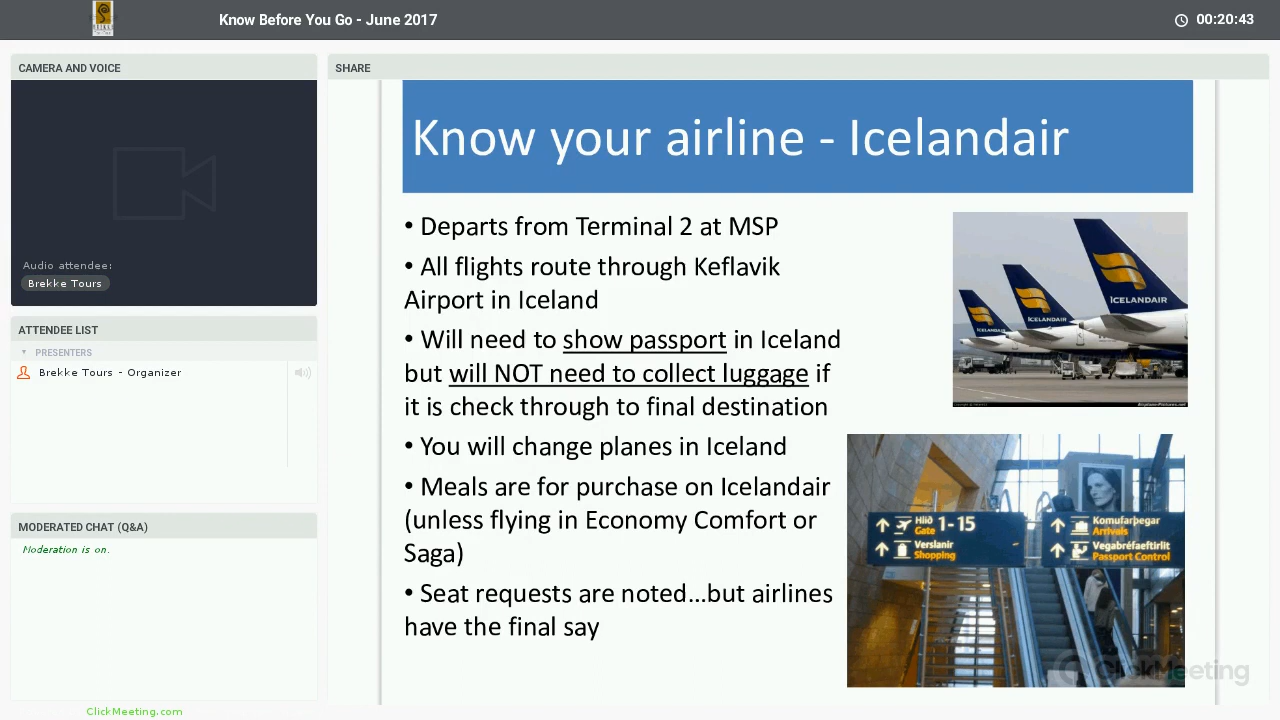 Know Before You Go - June 2017
00:20:43
CAMERA AND VOICE
Audio attendee:
Brekke Tours
ATTENDEE LIST
PRESENTERS
Brekke Tours - Organizer
MODERATED CHAT (Q&A)
Moderation is on.
ClickMeeting.com
SHARE
Know your airline - Icelandair
• Departs from Terminal 2 at MSP
• All flights route through Keflavik
Airport in Iceland
• Will need to show passport in Iceland
but will NOT need to collect luggage if
it is check through to final destination
• You will change planes in Iceland
• Meals are for purchase on Icelandair
(unless flying in Economy Comfort or
Saga)
• Seat requests are noted...but airlines
have the final say
ICELANDAIR
ICELANDAIR
ICELANDAIR
Hlið 1-15
Gate
Verslanir
Shopping
Komufarþegar
Arrivals
Vegabréfaeftirlit
Passport Control
ClickMeeting